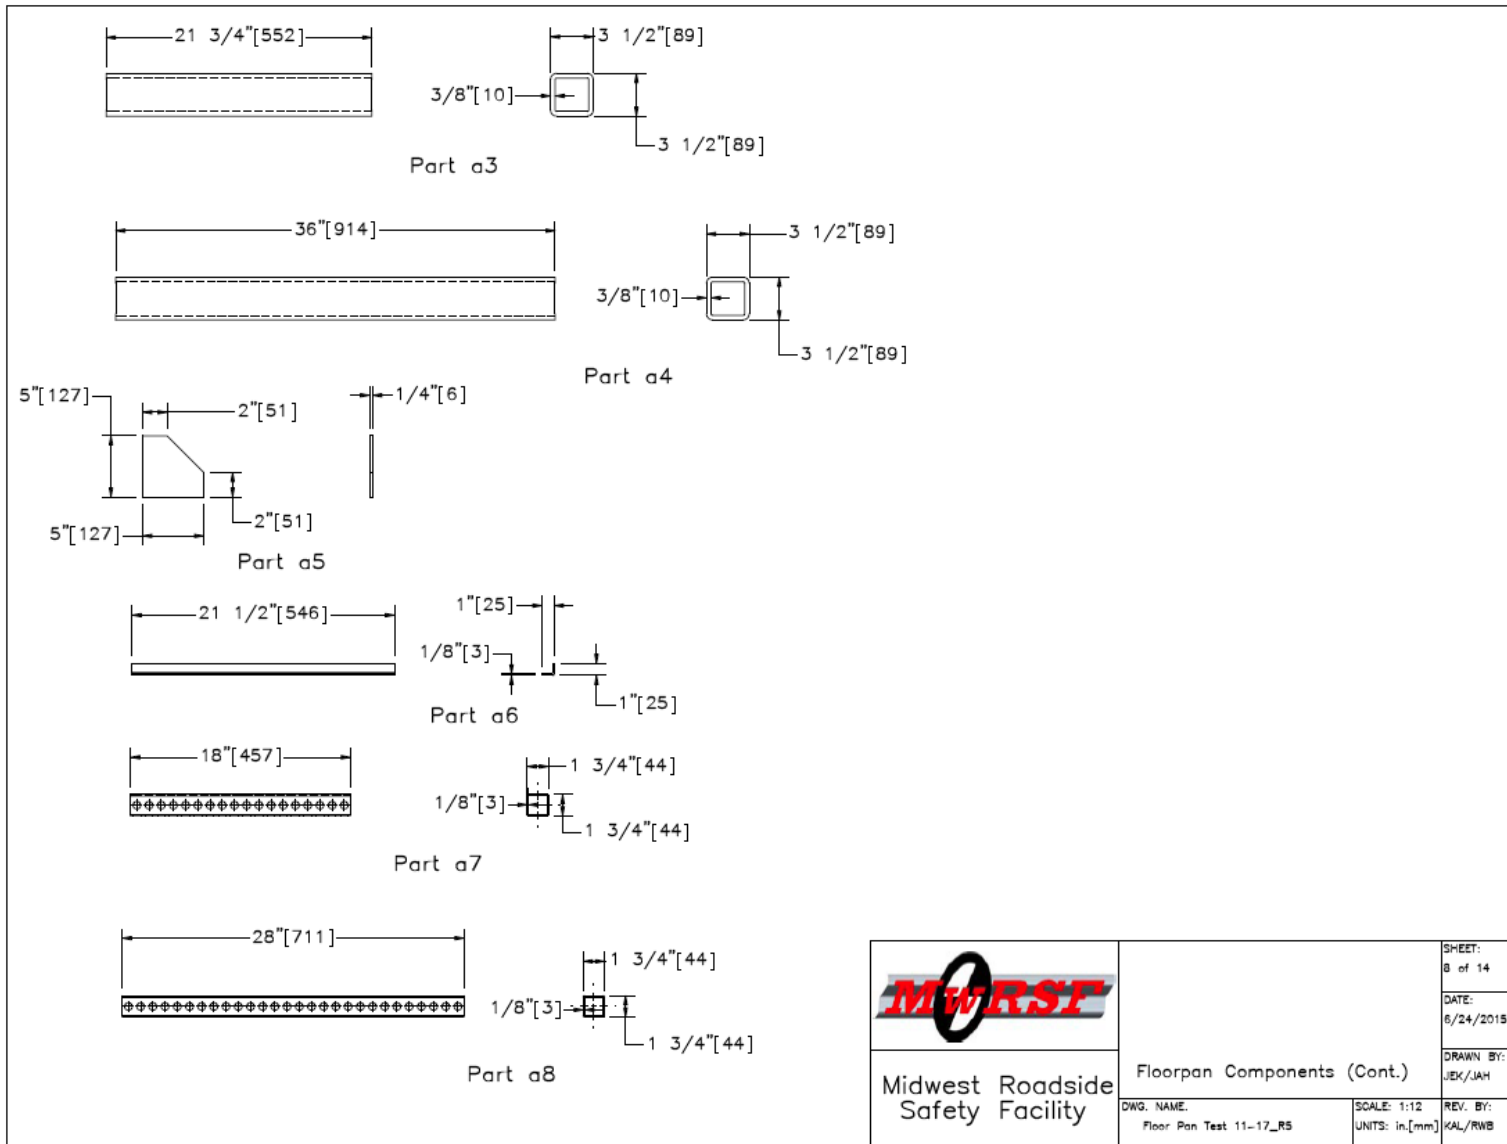 21 3/4"[552]
3 1/2"[89]
3/8"[10]
3 1/2"[89]
Part a3
36"[914]
3 1/2"[89]
3/8"[10]
3 1/2"[89]
Part a4
5"[127]
2"[51]
1/4"[6]
2"[51]
5"[127]
Part a5
21 1/2"[546]
1"[25]
1/8"[3]
1"[25]
Part a6
18"[457]
1 3/4"[44]
1/8"[3]
1 3/4"[44]
Part a7
28"[711]
1 3/4"[44]
1/8"[3]
1 3/4"[44]
Part a8
MwRSF
Midwest Roadside
Safety Facility
Floorpan Components (Cont.)
DWG. NAME.
Floor Pan Test 11-17_R5
SCALE: 1:12
UNITS: in.[mm]
SHEET:
8 of 14
DATE:
6/24/2015
DRAWN BY:
JEK/JAH
REV. BY:
KAL/RWB